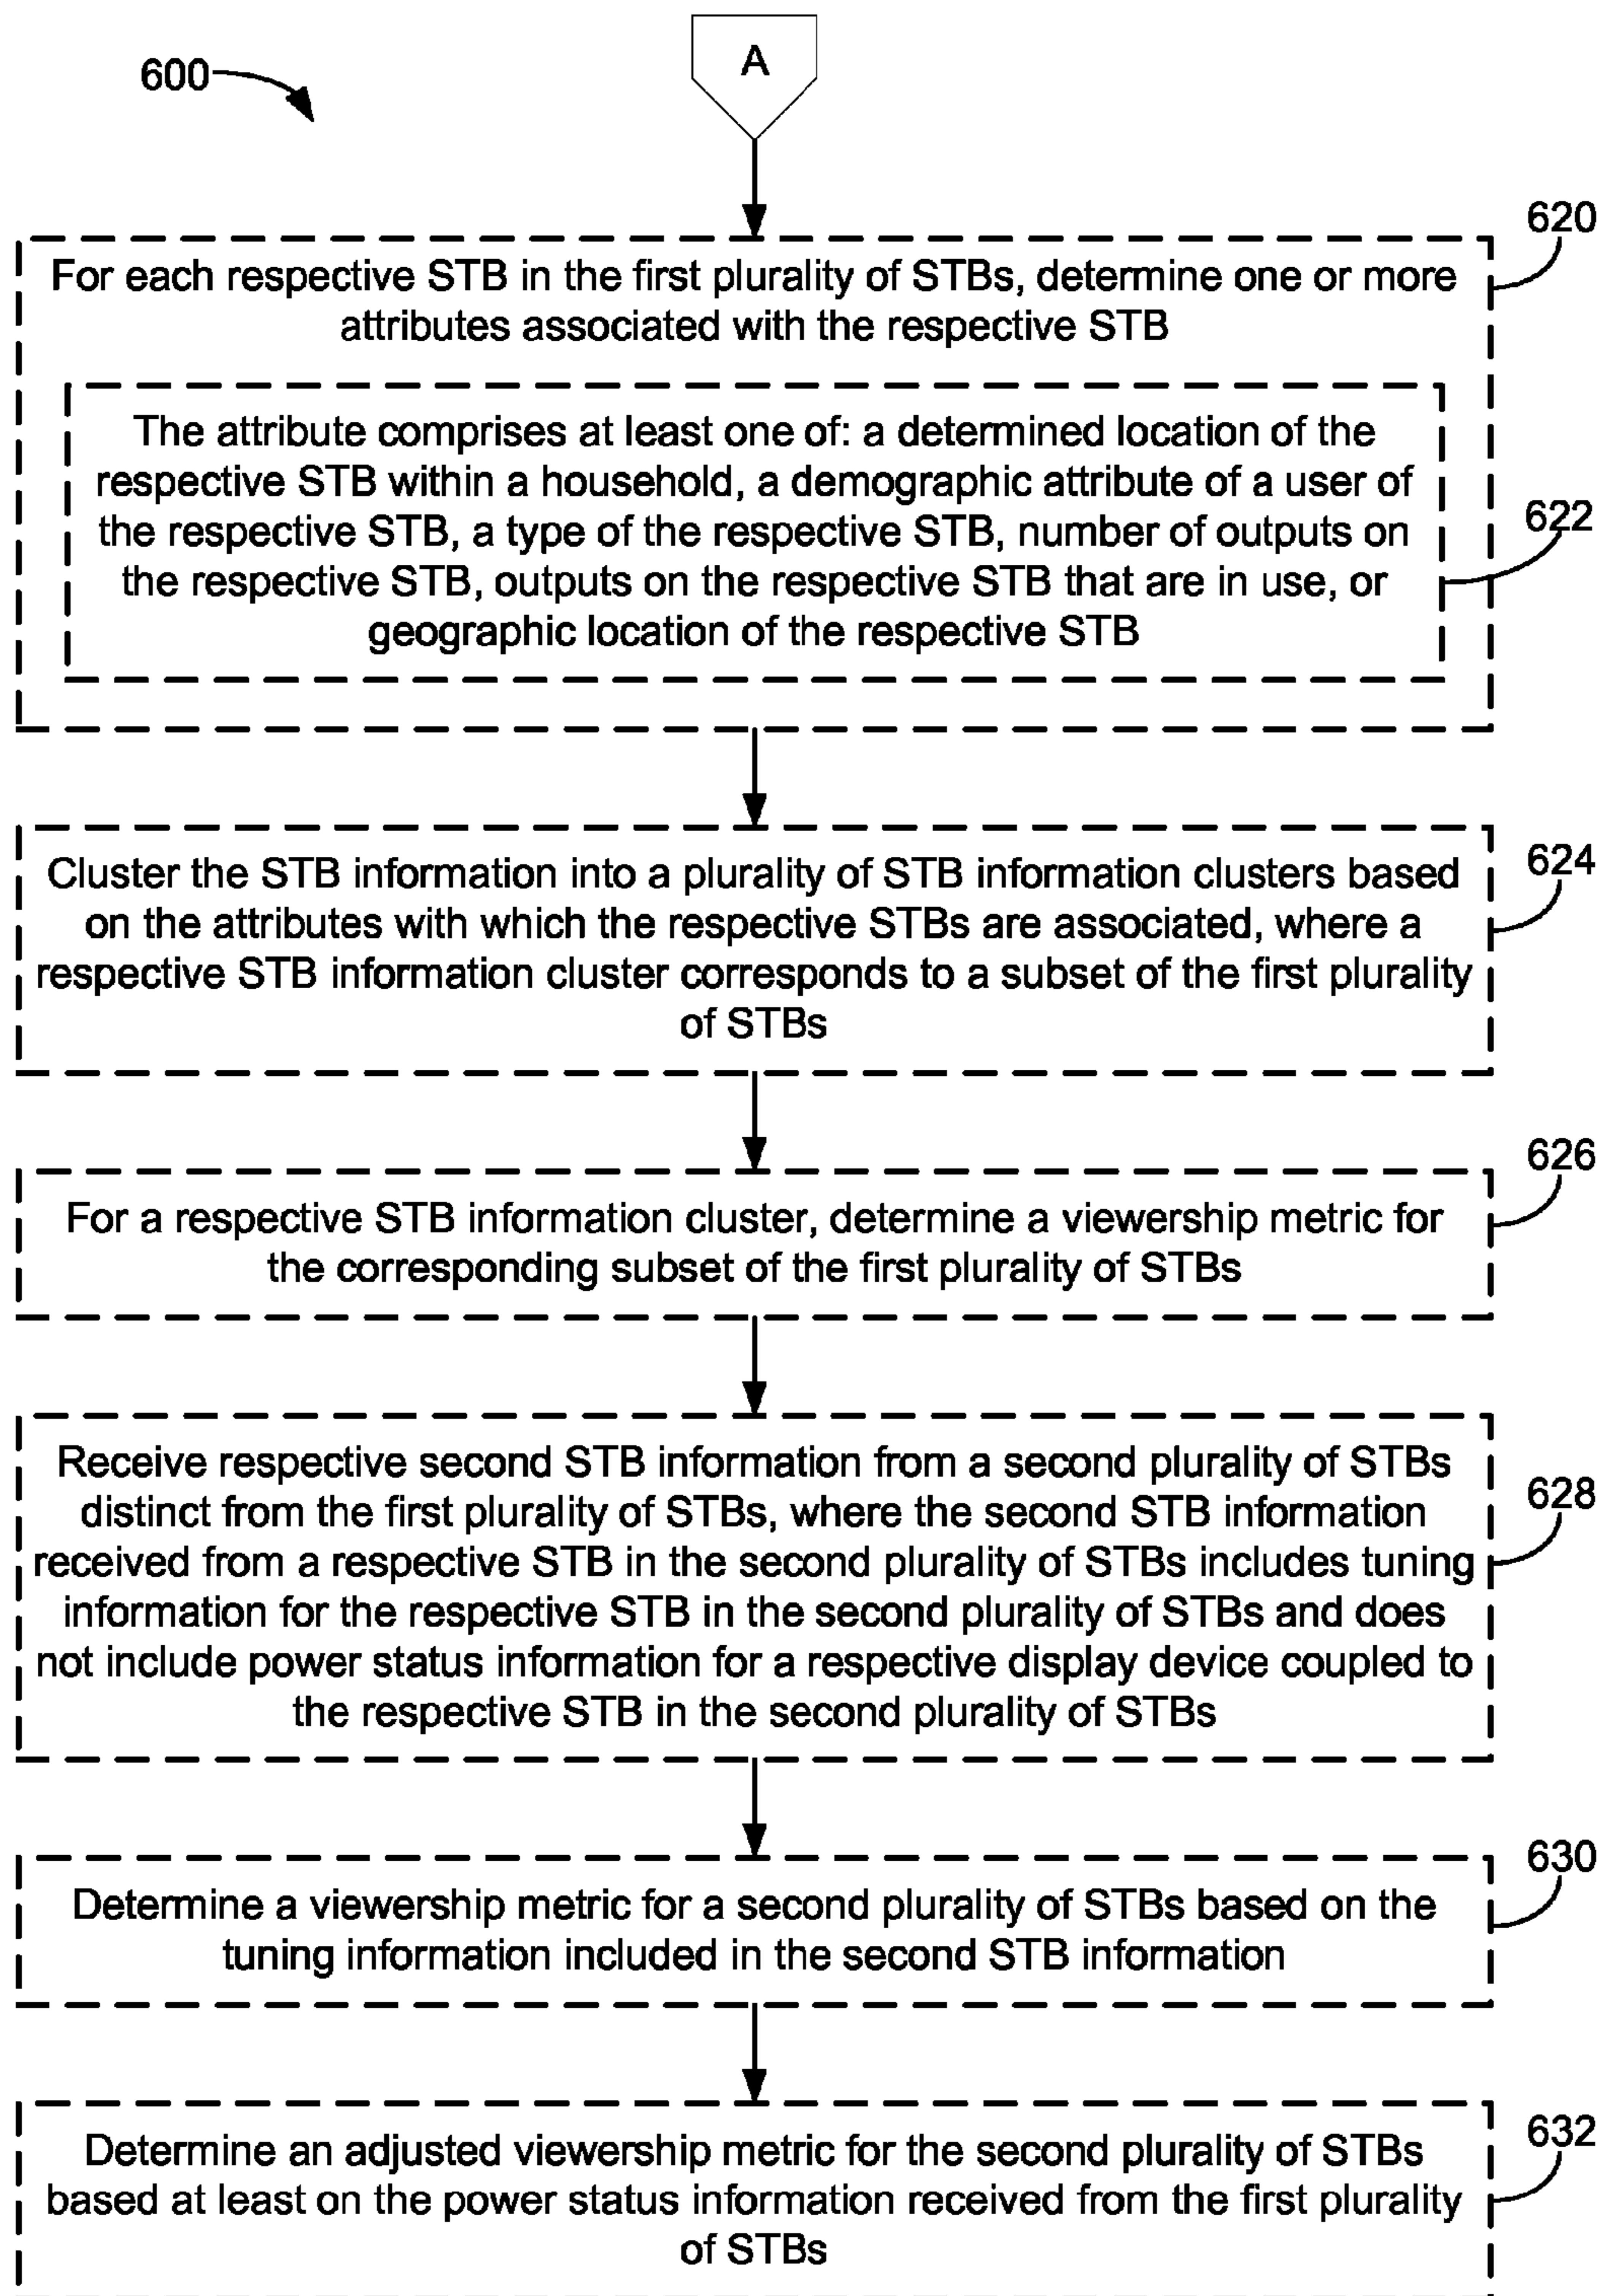 A
600
620
For each respective STB in the first plurality of STBs, determine one or more
attributes associated with the respective STB
The attribute comprises at least one of: a determined location of the
respective STB within a household, a demographic attribute of a user of
the respective STB, a type of the respective STB, number of outputs on
the respective STB, outputs on the respective STB that are in use, or
geographic location of the respective STB
622
624
Cluster the STB information into a plurality of STB information clusters based
on the attributes with which the respective STBs are associated, where a
respective STB information cluster corresponds to a subset of the first plurality
of STBs
626
For a respective STB information cluster, determine a viewership metric for
the corresponding subset of the first plurality of STBs
Receive respective second STB information from a second plurality of STBs
distinct from the first plurality of STBs, where the second STB information
received from a respective STB in the second plurality of STBs includes tuning
information for the respective STB in the second plurality of STBs and does
not include power status information for a respective display device coupled to
the respective STB in the second plurality of STBs
628
630
Determine a viewership metric for a second plurality of STBs based on the
tuning information included in the second STB information
632
Determine an adjusted viewership metric for the second plurality of STBs
based at least on the power status information received from the first plurality
of STBs